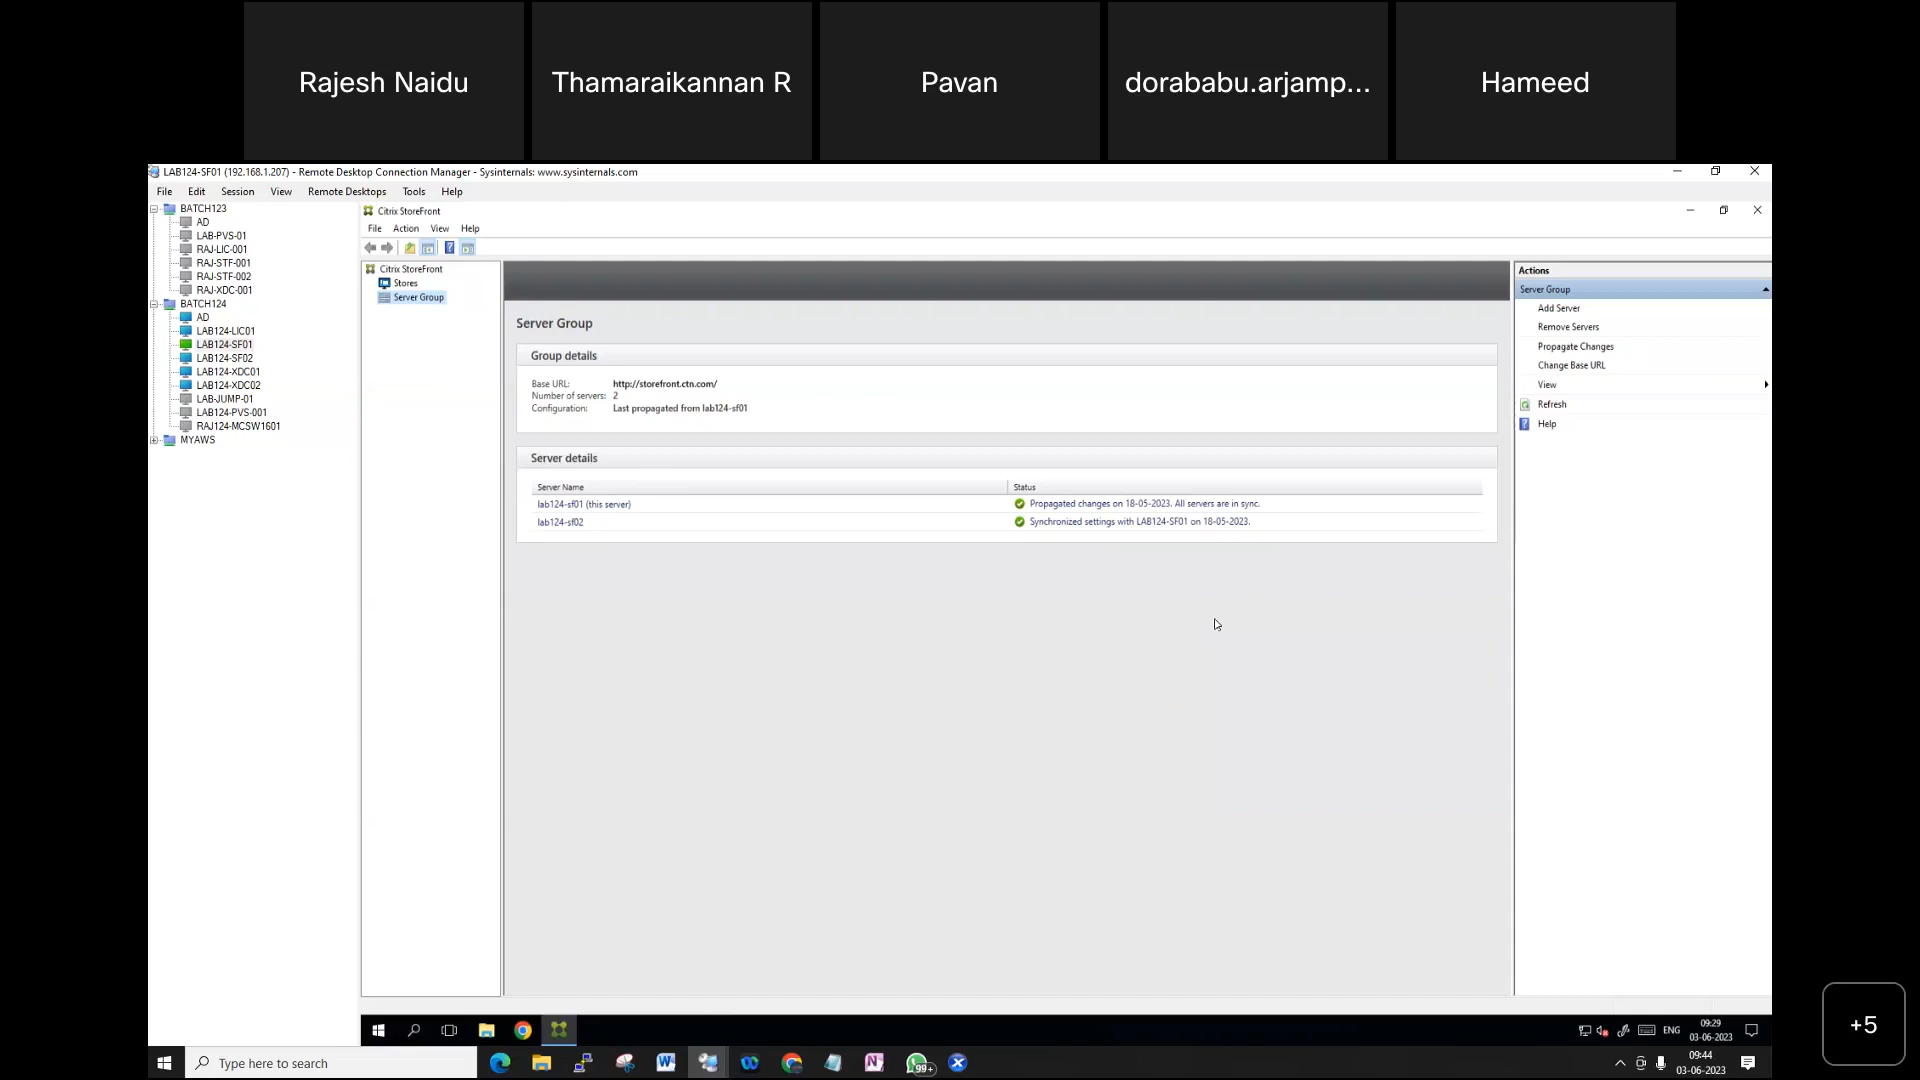 Rajesh Naidu
Thamaraikannan R
Pavan
dorababu.arjamp...
Hameed
LAB124-SF01 (192.168.1.207) - Remote Desktop Connection Manager - Sysinternals: www.sysinternals.com
File Edit Session View Remote Desktops Tools Help
BATCH123
AD
LAB-PVS-01
RAJ-LIC-001
RAJ-STF-001
RAJ-STF-002
RAJ-XDC-001
BATCH124
AD
LAB124-LIC01
LAB124-SF01
LAB124-SF02
LAB124-XDC01
LAB124-XDC02
LAB-JUMP-01
LAB124-PVS-001
RAJ124-MCSW1601
MYAWS
Citrix StoreFront
File Action View Help
Citrix StoreFront
Stores
Server Group
Server Group
Group details
Base URL: http://storefront.ctn.com/
Number of servers: 2
Configuration: Last propagated from lab124-sf01
Server details
Server Name Status
lab124-sf01 (this server) Propagated changes on 18-05-2023. All servers are in sync.
lab124-sf02 Synchronized settings with LAB124-SF01 on 18-05-2023.
Actions
Server Group
Add Server
Remove Servers
Propagate Changes
Change Base URL
View
Refresh
Help
ENG
09:29
03-06-2023
Type here to search
99+
09:44
03-06-2023
+5